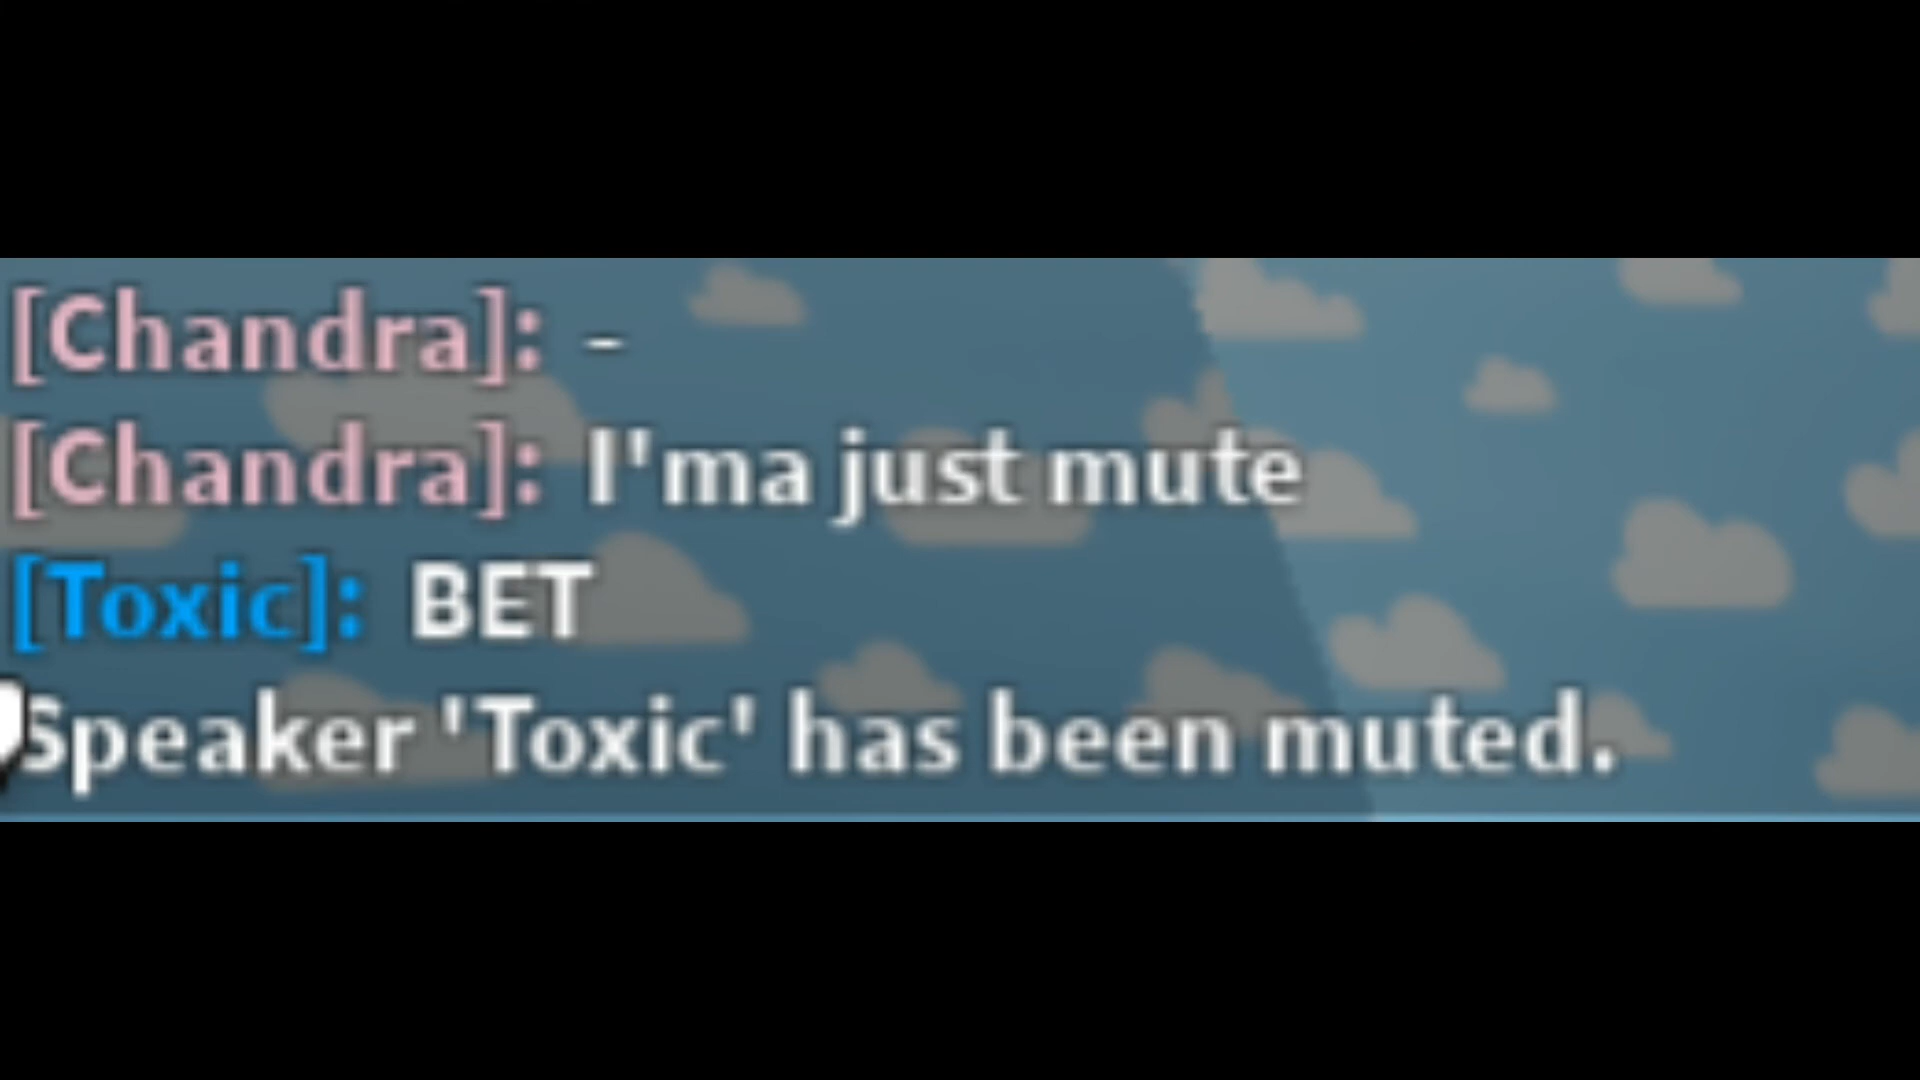 [Chandra]: -
[Chandra]: I'ma just mute
[Toxic]: BET
Speaker 'Toxic' has been muted.